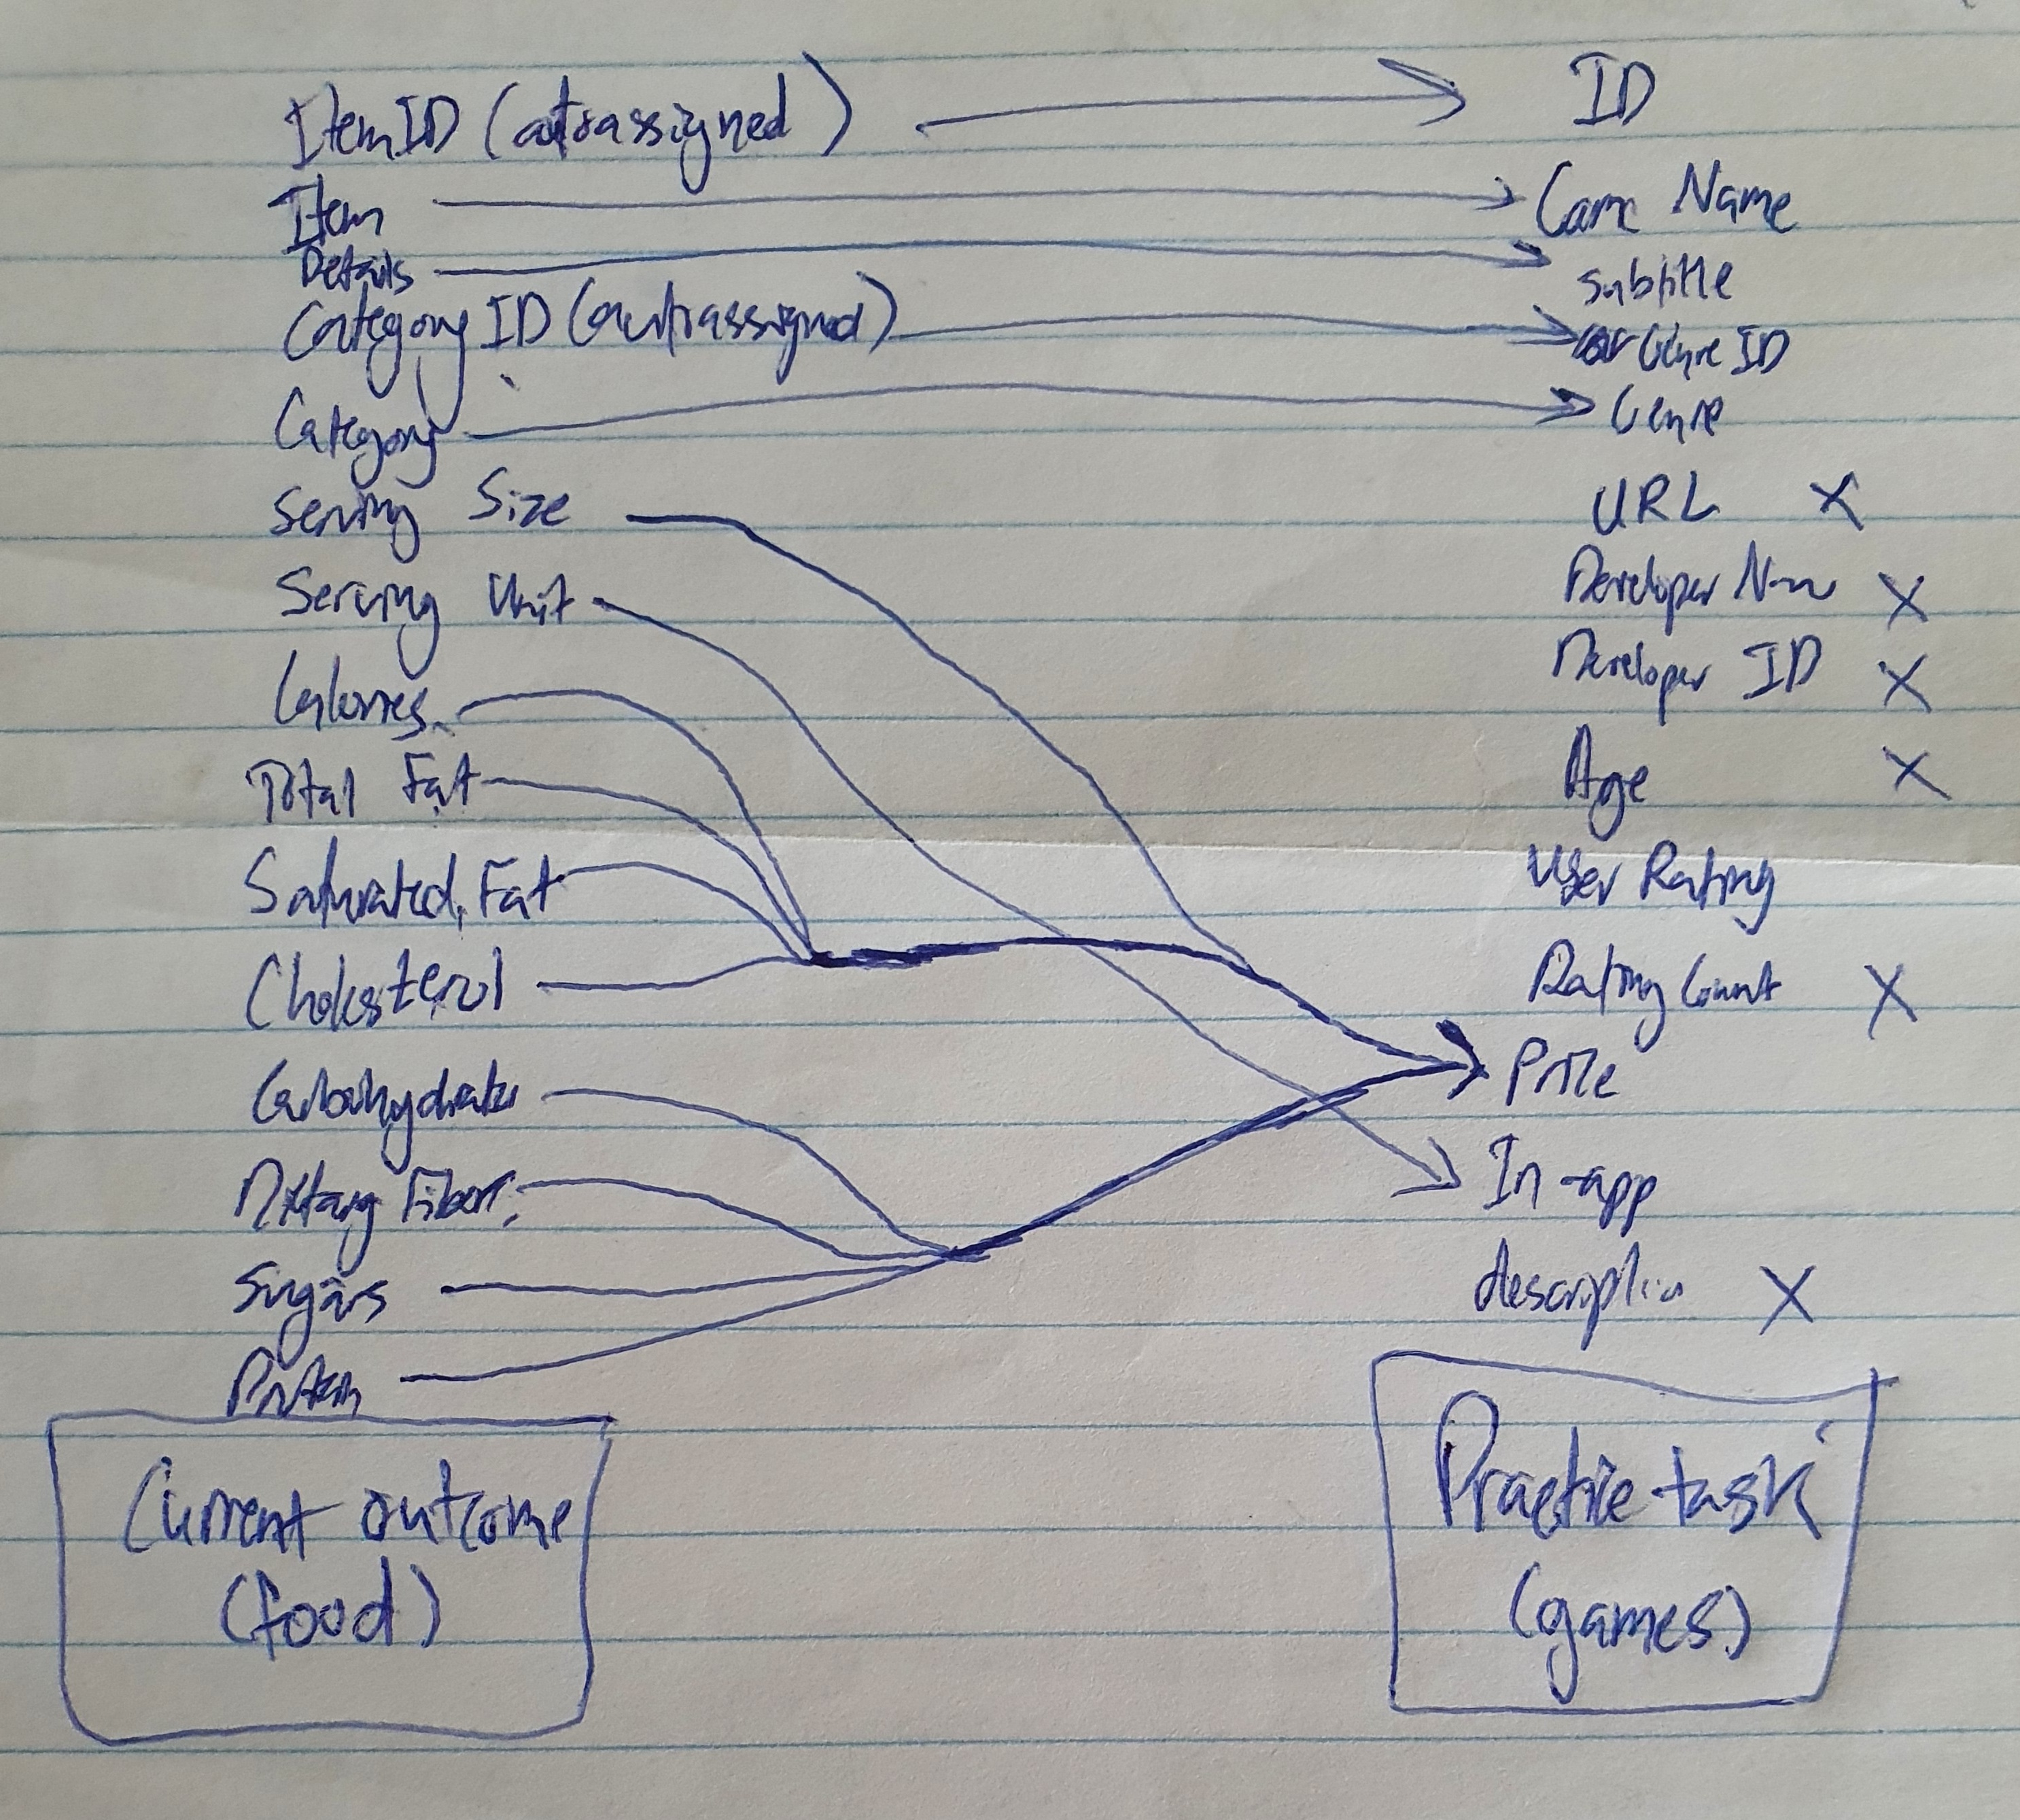 ItemID (autoassigned)
Item
Details
Category ID (autoassigned)
Category
Serving Size
Serving Unit
Calories
Total Fat
Saturated Fat
Cholesterol
Carbohydrates
Dietary Fibers
Sugars
Protein
Current outcome
(food)
ID
Game Name
Subtitle
Genre ID
Genre
URL X
Developer Name X
Developer ID X
Age X
User Rating
Rating Count X
Price
In-app
description X
Practice task
(games)